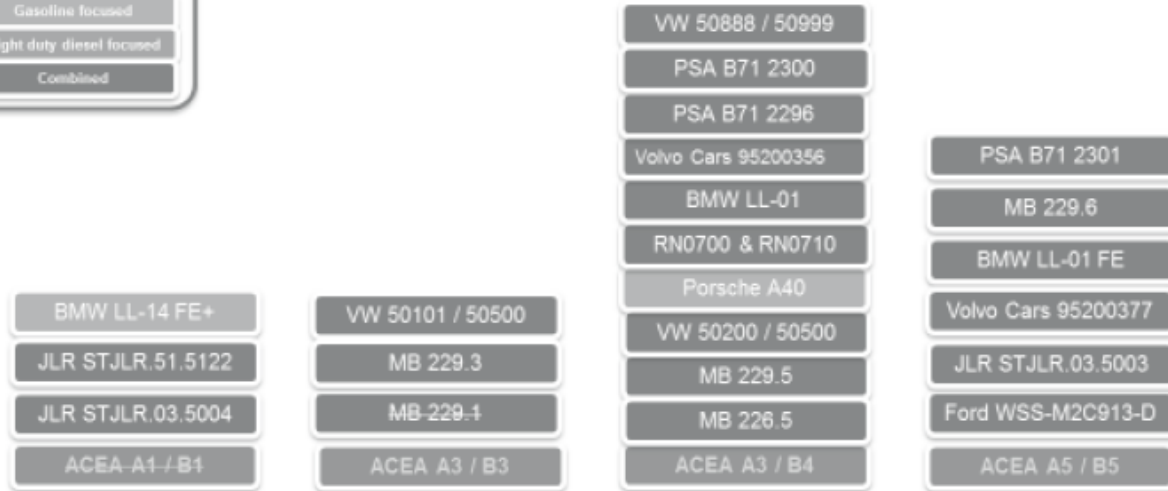 Gasoline focused
ight duty diesel focused
Combined
BMW LL-14 FE+
JLR STJLR.51.5122
JLR STJLR.03.5004
ACEA A1 / B1
VW 50101 / 50500
MB 229.3
MB 229.1
ACEA A3 / B3
VW 50888 / 50999
PSA B71 2300
PSA B71 2296
Volvo Cars 95200356
BMW LL-01
RN0700 & RN0710
Porsche A40
VW 50200 / 50500
MB 229.5
MB 226.5
ACEA A3 / B4
PSA B71 2301
MB 229.6
BMW LL-01 FE
Volvo Cars 95200377
JLR STJLR.03.5003
Ford WSS-M2C913-D
ACEA A5 / B5